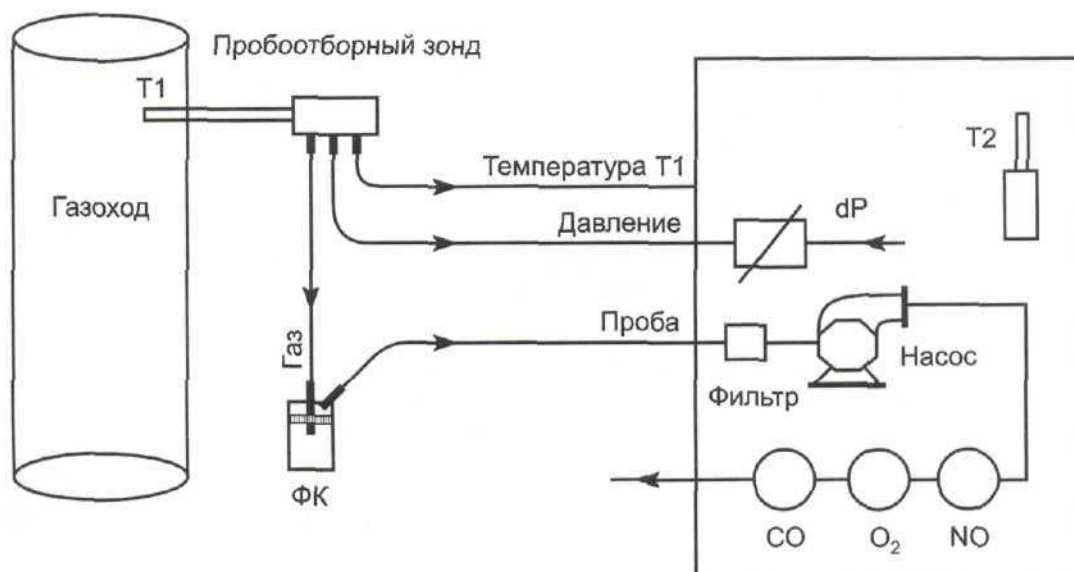 Пробоотборный зонд
T1
T2
Температура T1
Газоход
Давление
dP
Проба
Газ
Насос
Фильтр
ФК
CO
O₂
NO